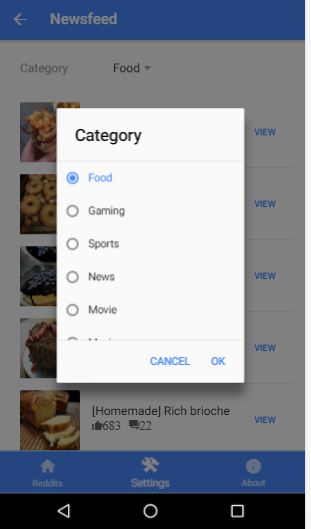 Newsfeed
Category Food
VIEW
Category
Food
VIEW
Gaming
Sports
VIEW
News
Movie
VIEW
CANCEL OK
[Homemade] Rich brioche
683 22
VIEW
Reddits Settings About